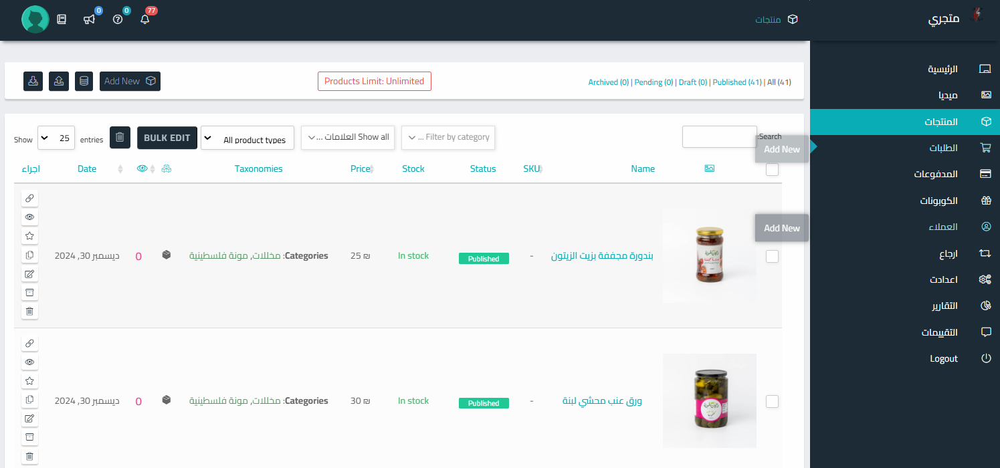 متجري
منتجات
77
0
0
الرئيسية
ميديا
المنتجات
الطلبات
المدفوعات
الكوبونات
العملاء
ارجاع
اعدادت
التقارير
التقييمات
Logout
Add New
Products Limit: Unlimited
Archived (0) | Pending (0) | Draft (0) | Published (41) | All (41)
Show 25 entries
BULK EDIT
All product types
Show all العلامات ...
Filter by category ...
Search:
Add New
اجراء Date Taxonomies Price Stock Status SKU Name
Add New
ديسمبر 30, 2024 0 Categories: مخللات, مونة فلسطينية 25 ₪ In stock Published - بندورة مجففة بزيت الزيتون
ديسمبر 30, 2024 0 Categories: مخللات, مونة فلسطينية 30 ₪ In stock Published - ورق عنب محشي لبنة